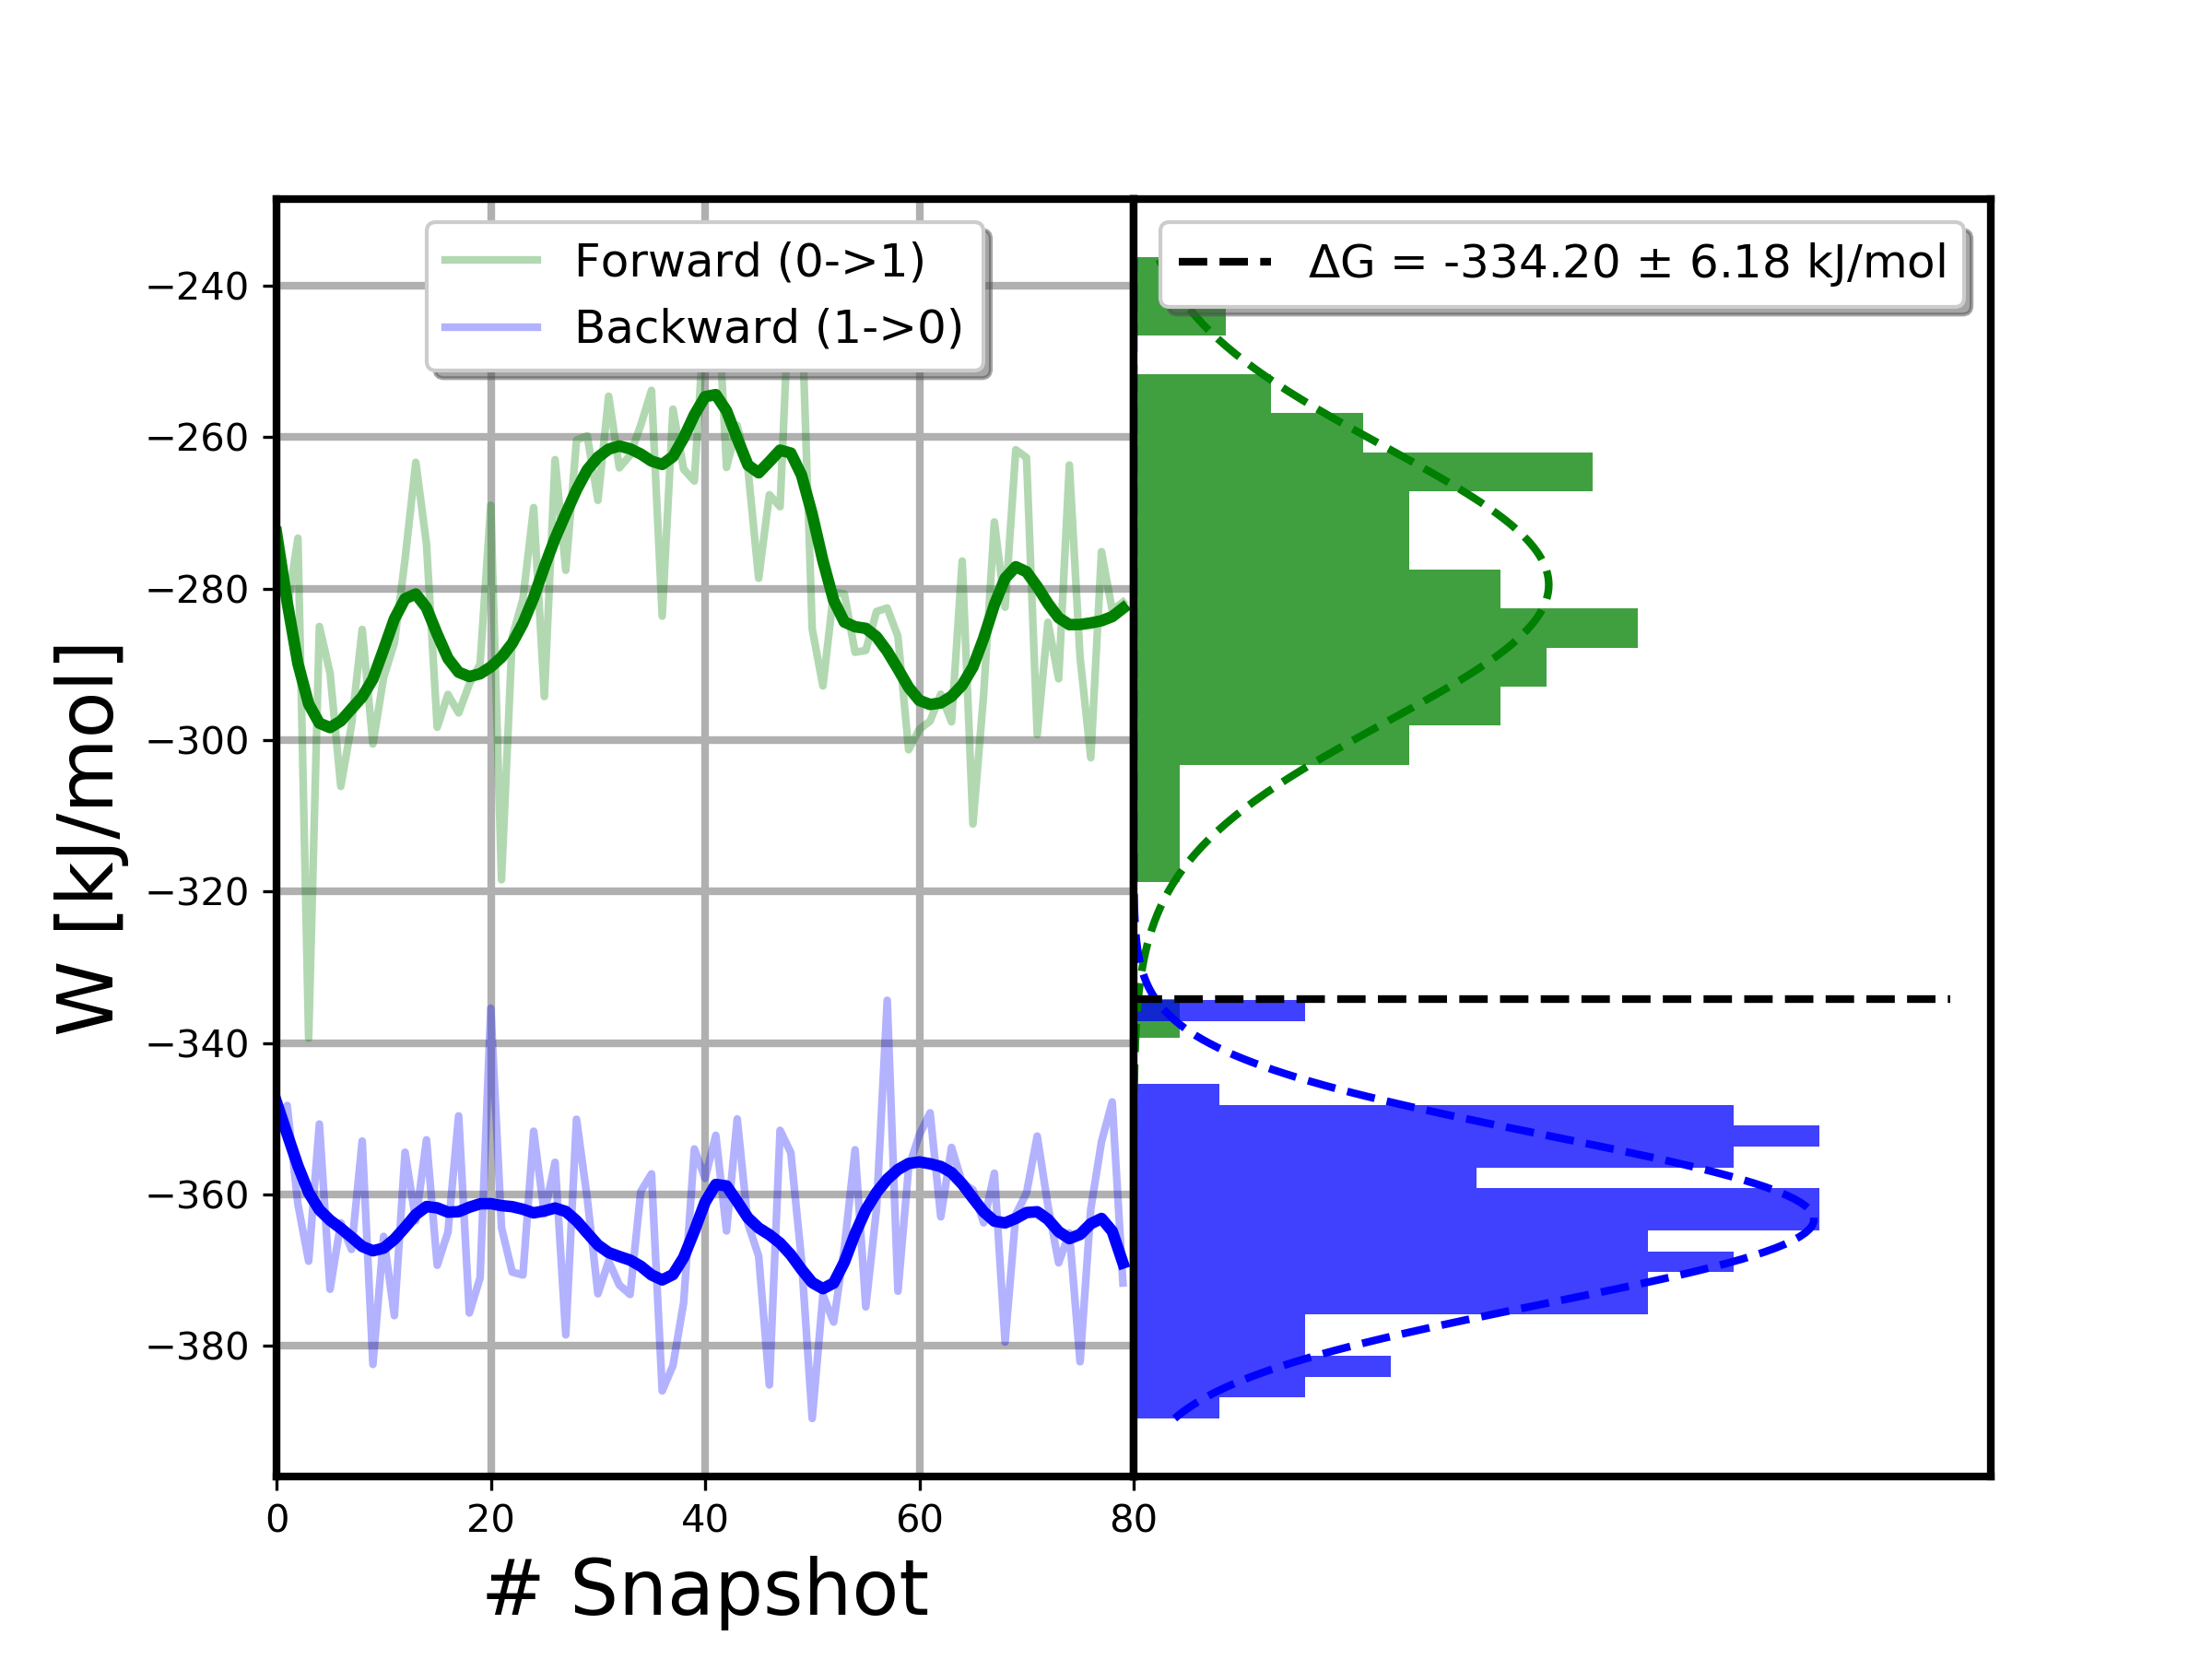 Forward (0->1)
Backward (1->0)
ΔG = -334.20 ± 6.18 kJ/mol
W [kJ/mol]
−240
−260
−280
−300
−320
−340
−360
−380
0 20 40 60 80
# Snapshot